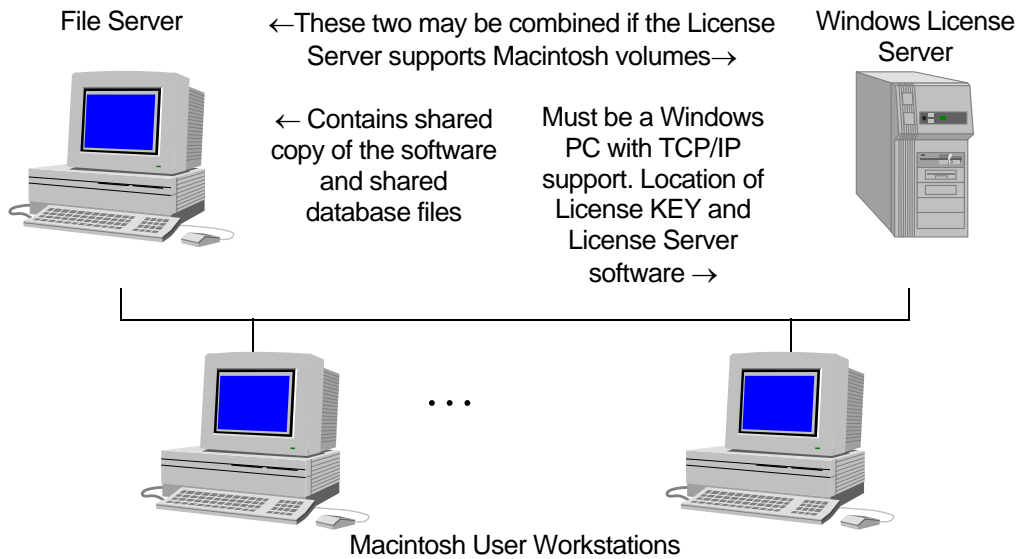 File Server
←These two may be combined if the License
Server supports Macintosh volumes→
Windows License
Server
← Contains shared
copy of the software
and shared
database files
Must be a Windows
PC with TCP/IP
support. Location of
License KEY and
License Server
software →
. . .
Macintosh User Workstations